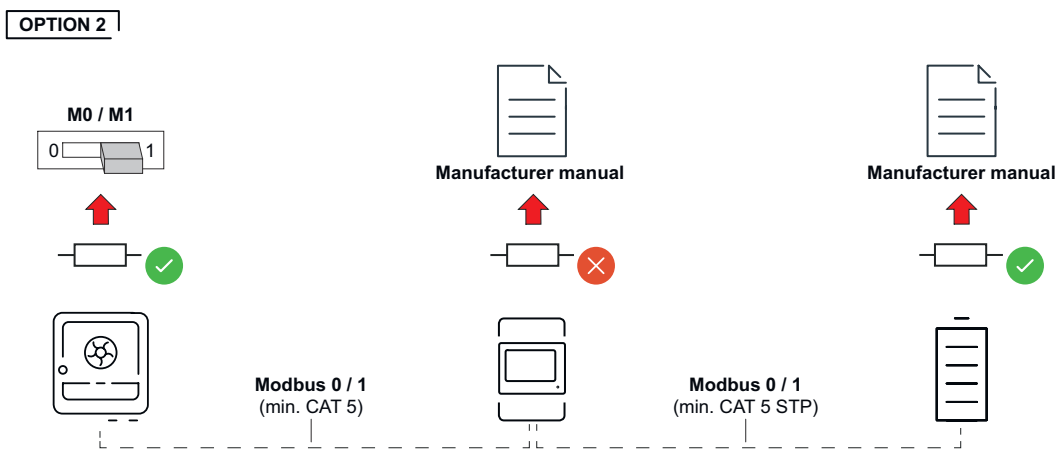 OPTION 2
M0 / M1
0 1
Manufacturer manual
Manufacturer manual
Modbus 0 / 1
(min. CAT 5)
Modbus 0 / 1
(min. CAT 5 STP)